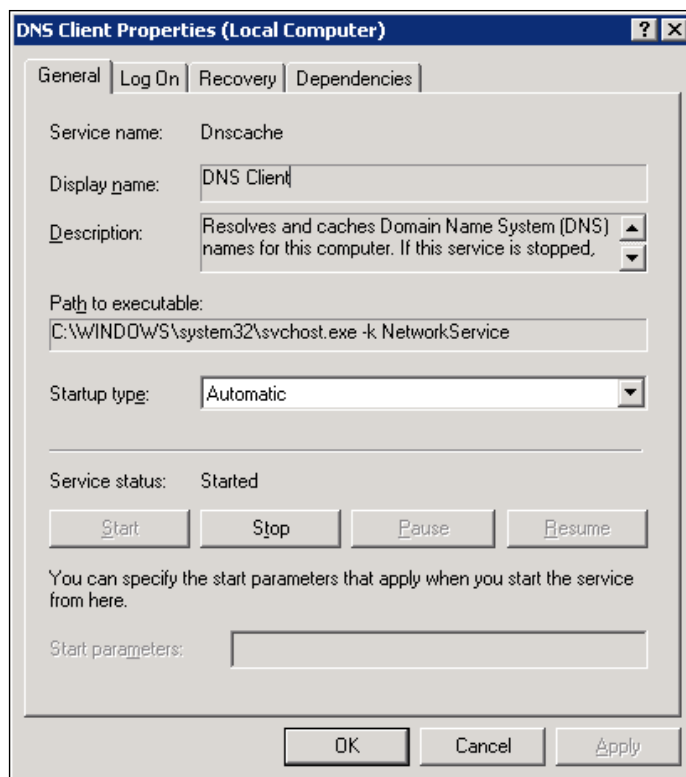 DNS Client Properties (Local Computer)
General Log On Recovery Dependencies
Service name: Dnscache
Display name: DNS Client
Description: Resolves and caches Domain Name System (DNS)
names for this computer. If this service is stopped,
Path to executable:
C:\WINDOWS\system32\svchost.exe -k NetworkService
Startup type: Automatic
Service status: Started
Start Stop Pause Resume
You can specify the start parameters that apply when you start the service
from here.
Start parameters:
OK Cancel Apply